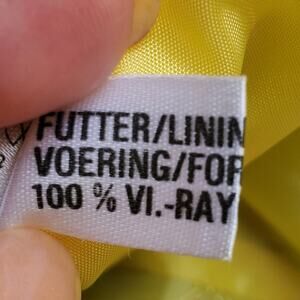 FUTTER/LININ
VOERING/FOR
100 % VI.-RAY